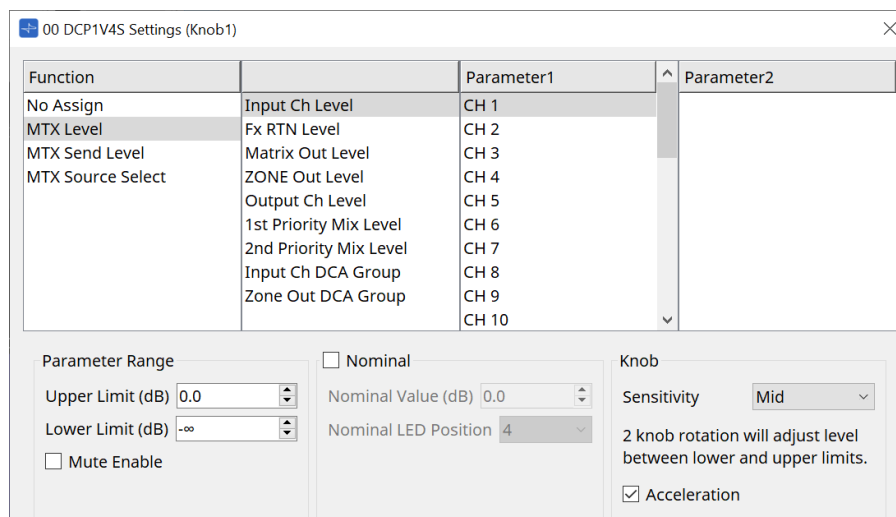 00 DCP1V4S Settings (Knob1)
Function
Parameter1
Parameter2
No Assign
MTX Level
MTX Send Level
MTX Source Select
Input Ch Level
Fx RTN Level
Matrix Out Level
ZONE Out Level
Output Ch Level
1st Priority Mix Level
2nd Priority Mix Level
Input Ch DCA Group
Zone Out DCA Group
CH 1
CH 2
CH 3
CH 4
CH 5
CH 6
CH 7
CH 8
CH 9
CH 10
Parameter Range
Upper Limit (dB) 0.0
Lower Limit (dB) -∞
Mute Enable
Nominal
Nominal Value (dB) 0.0
Nominal LED Position 4
Knob
Sensitivity Mid
2 knob rotation will adjust level
between lower and upper limits.
Acceleration